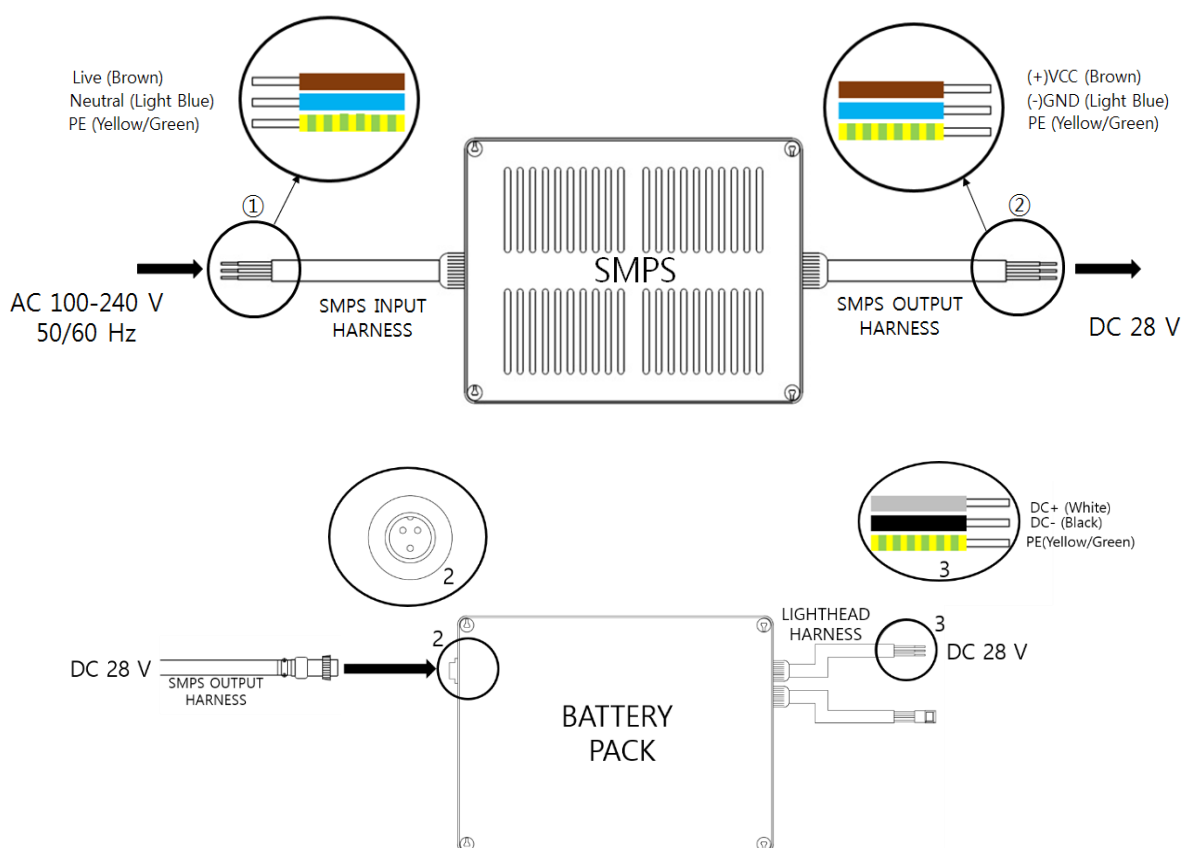 Live (Brown)
Neutral (Light Blue)
PE (Yellow/Green)
(+)VCC (Brown)
(-)GND (Light Blue)
PE (Yellow/Green)
①
②
AC 100-240 V
50/60 Hz
SMPS INPUT
HARNESS
SMPS
SMPS OUTPUT
HARNESS
DC 28 V
2
DC+ (White)
DC- (Black)
PE(Yellow/Green)
3
DC 28 V
SMPS OUTPUT
HARNESS
2
BATTERY
PACK
LIGHTHEAD
HARNESS
3
DC 28 V